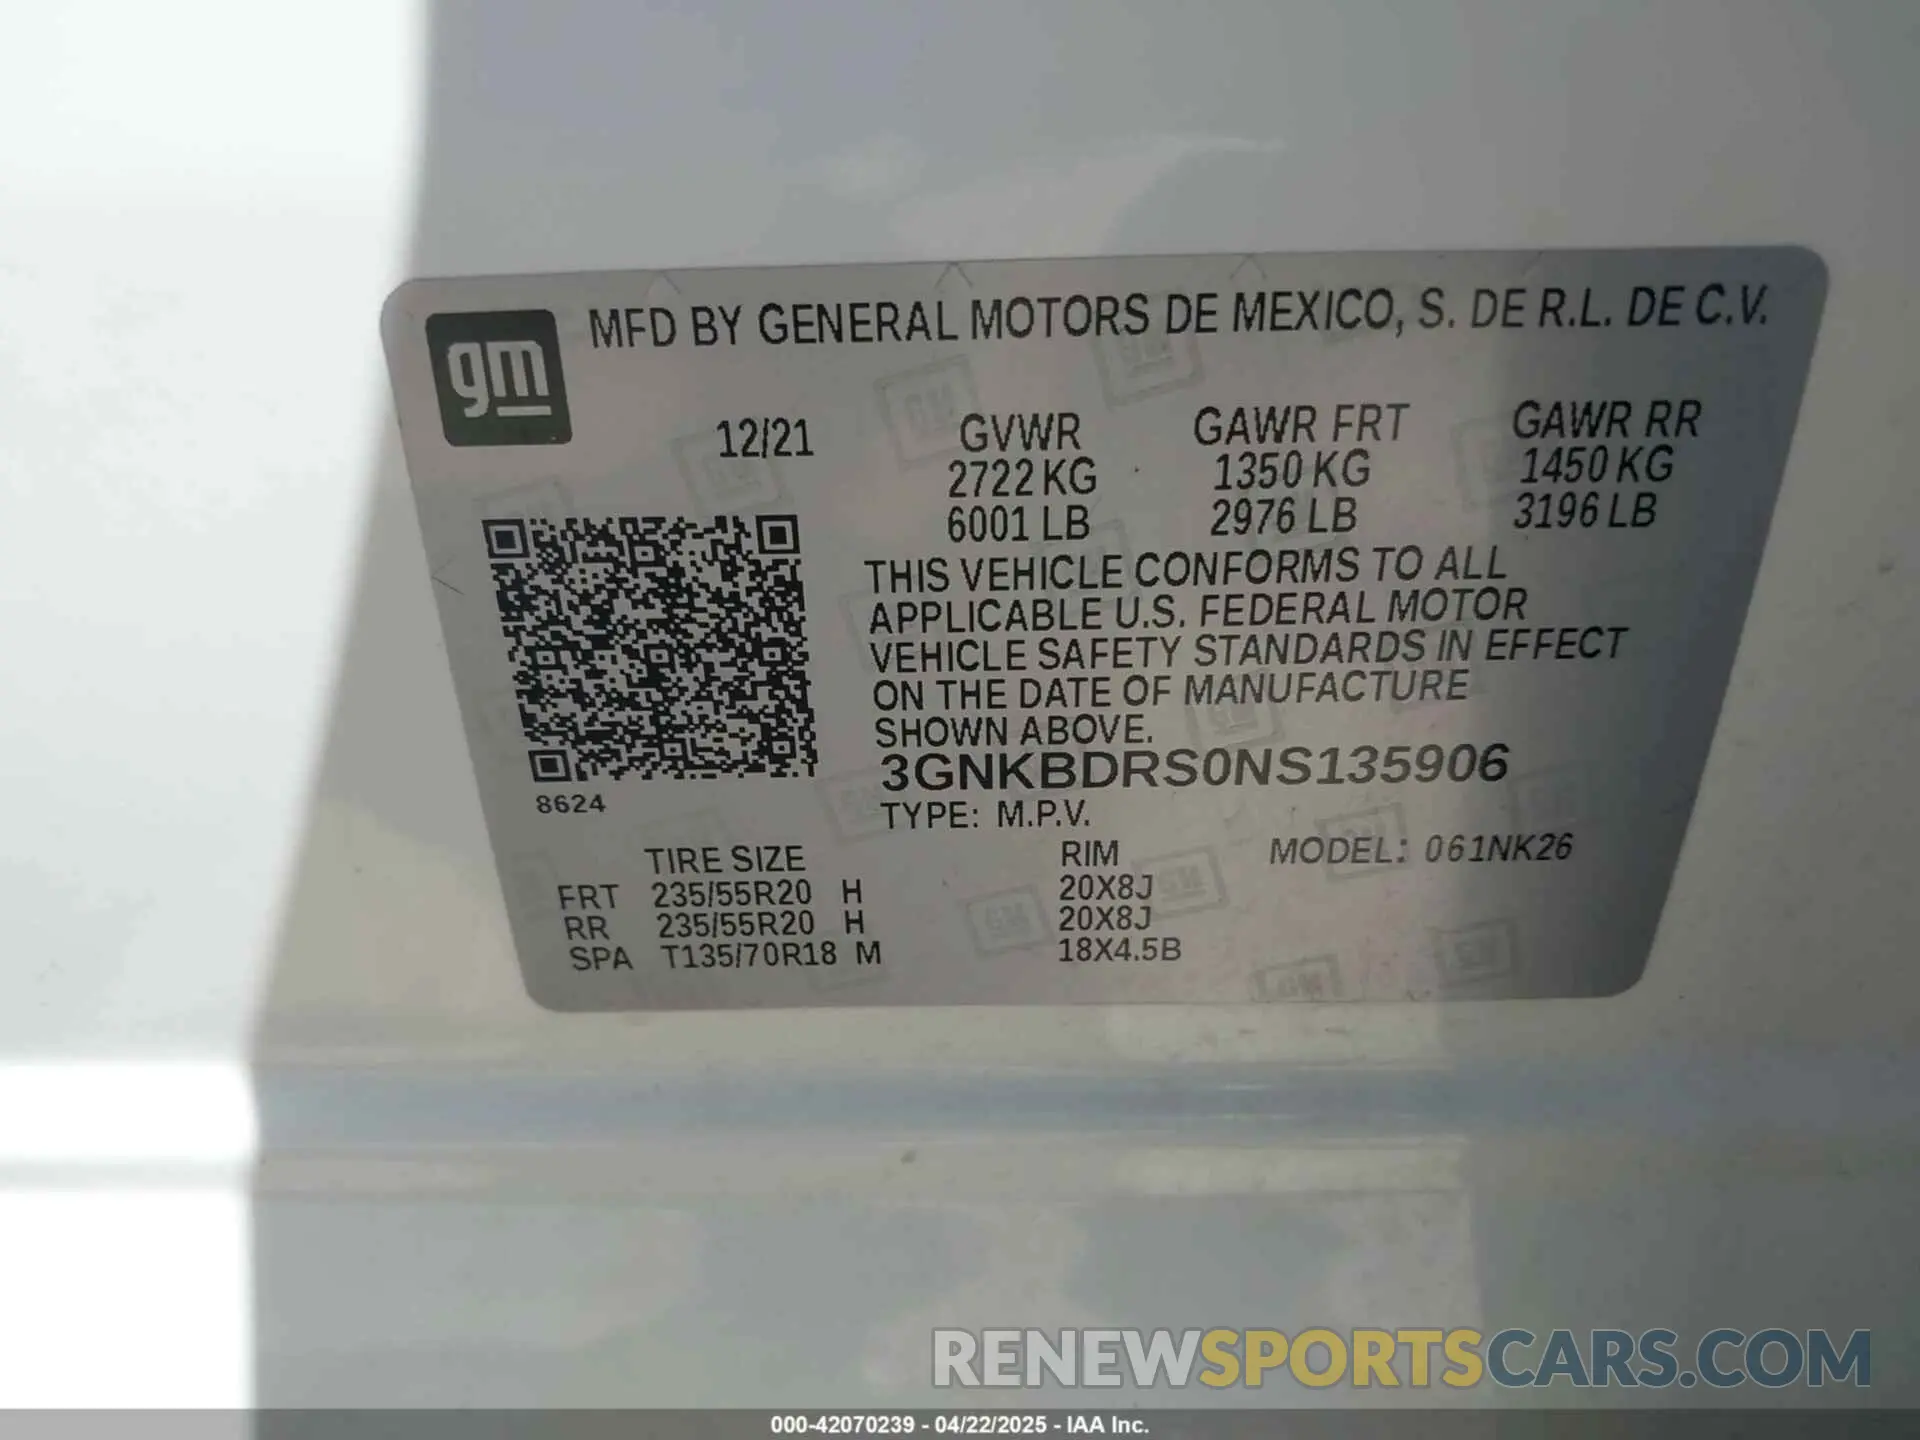 gm
MFD BY GENERAL MOTORS DE MEXICO, S. DE R.L. DE C.V.
12/21 GVWR GAWR FRT GAWR RR
2722 KG 1350 KG 1450 KG
6001 LB 2976 LB 3196 LB
THIS VEHICLE CONFORMS TO ALL
APPLICABLE U.S. FEDERAL MOTOR
VEHICLE SAFETY STANDARDS IN EFFECT
ON THE DATE OF MANUFACTURE
SHOWN ABOVE.
3GNKBDRS0NS135906
8624
TYPE: M.P.V.
TIRE SIZE RIM MODEL: 061NK26
FRT 235/55R20 H 20X8J
RR 235/55R20 H 20X8J
SPA T135/70R18 M 18X4.5B
RENEWSPORTSCARS.COM
000-42070239 - 04/22/2025 - IAA Inc.